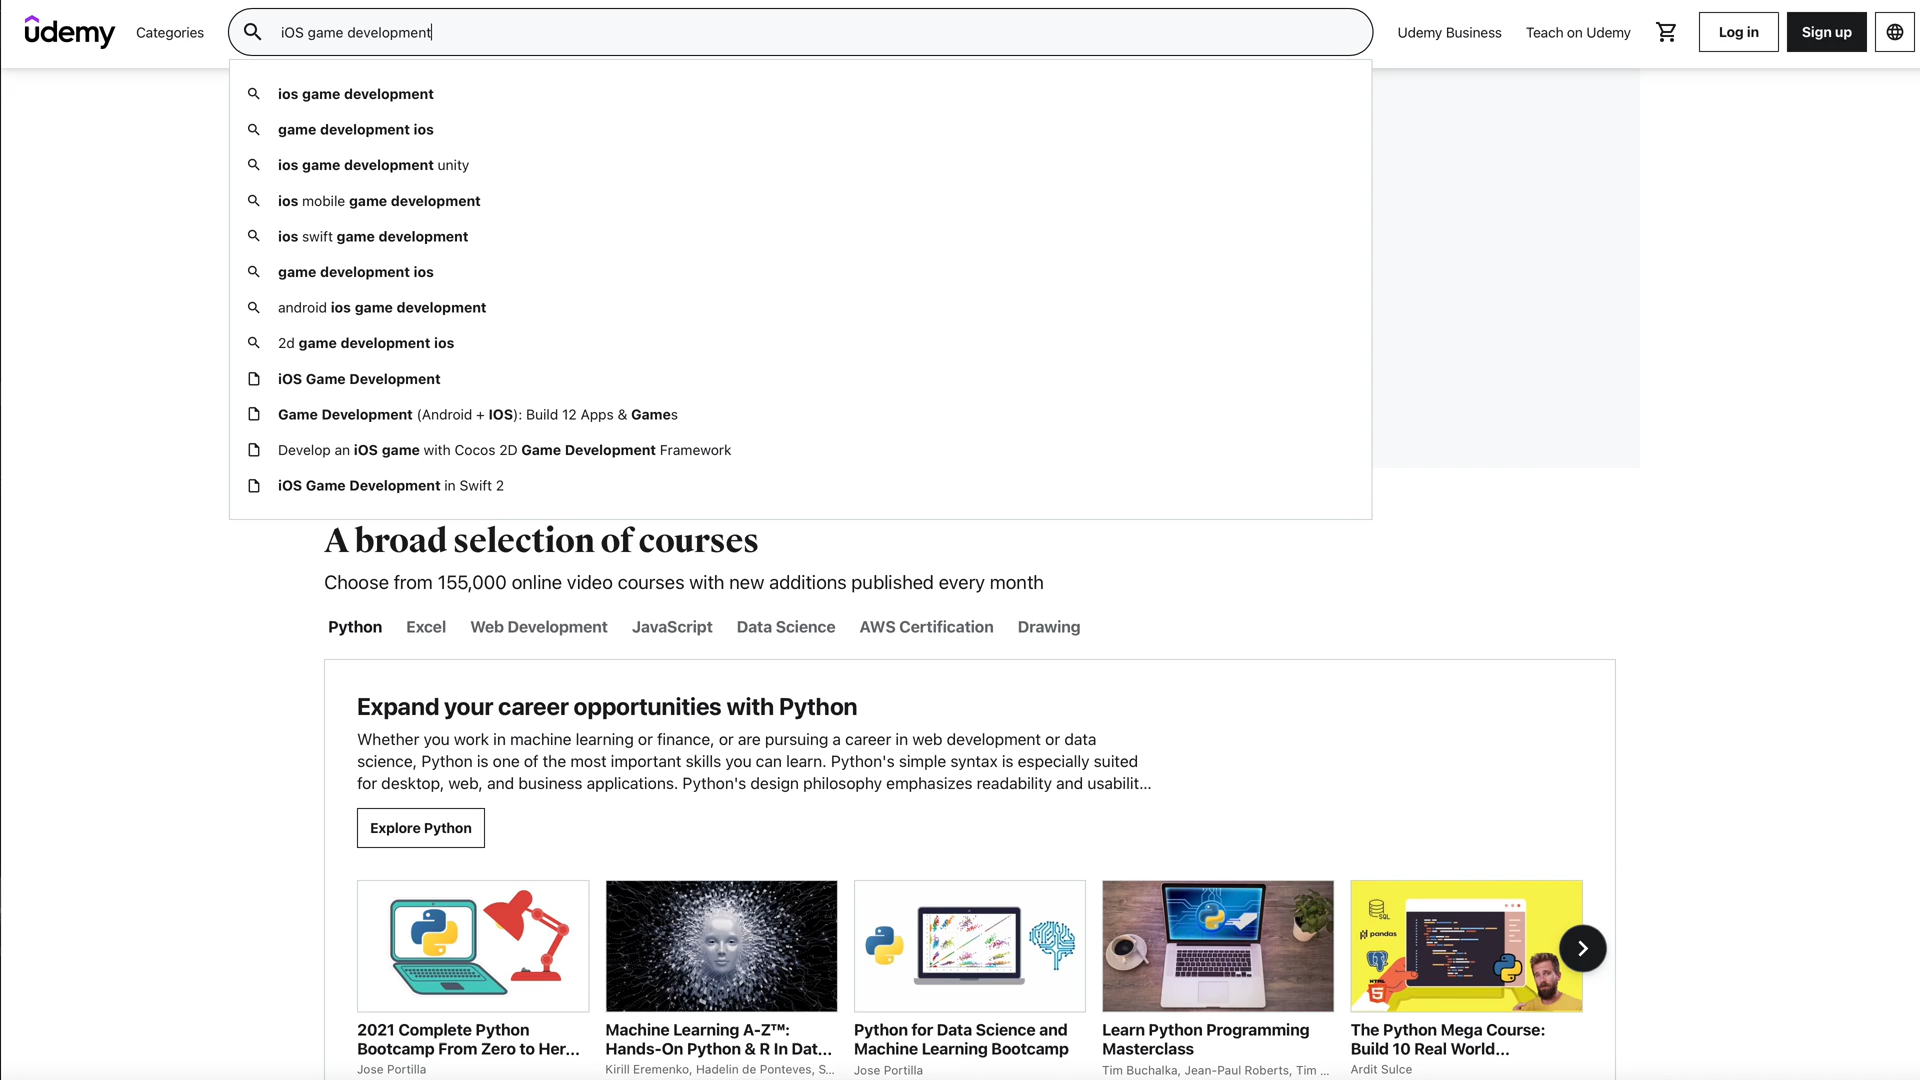 ûdemy
Categories
iOS game development
Udemy Business
Teach on Udemy
Log in
Sign up
ios game development
game development ios
ios game development unity
ios mobile game development
ios swift game development
game development ios
android ios game development
2d game development ios
iOS Game Development
Game Development (Android + IOS): Build 12 Apps & Games
Develop an iOS game with Cocos 2D Game Development Framework
iOS Game Development in Swift 2
A broad selection of courses
Choose from 155,000 online video courses with new additions published every month
Python
Excel
Web Development
JavaScript
Data Science
AWS Certification
Drawing
Expand your career opportunities with Python
Whether you work in machine learning or finance, or are pursuing a career in web development or data
science, Python is one of the most important skills you can learn. Python's simple syntax is especially suited
for desktop, web, and business applications. Python's design philosophy emphasizes readability and usabilit...
Explore Python
SQL
pandas
HTML
5
2021 Complete Python
Bootcamp From Zero to Her...
Jose Portilla
Machine Learning A-Z™:
Hands-On Python & R In Dat...
Kirill Eremenko, Hadelin de Ponteves, S...
Python for Data Science and
Machine Learning Bootcamp
Jose Portilla
Learn Python Programming
Masterclass
Tim Buchalka, Jean-Paul Roberts, Tim ...
The Python Mega Course:
Build 10 Real World...
Ardit Sulce